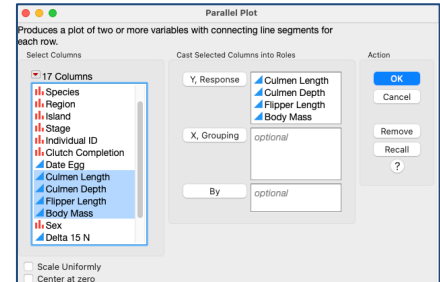 Parallel Plot
Produces a plot of two or more variables with connecting line segments for
each row.
Select Columns
17 Columns
Species
Region
Island
Stage
Individual ID
Clutch Completion
Date Egg
Culmen Length
Culmen Depth
Flipper Length
Body Mass
Sex
Delta 15 N
Cast Selected Columns into Roles
Y, Response
Culmen Length
Culmen Depth
Flipper Length
Body Mass
X, Grouping
optional
By
optional
Action
OK
Cancel
Remove
Recall
?
Scale Uniformly
Center at zero